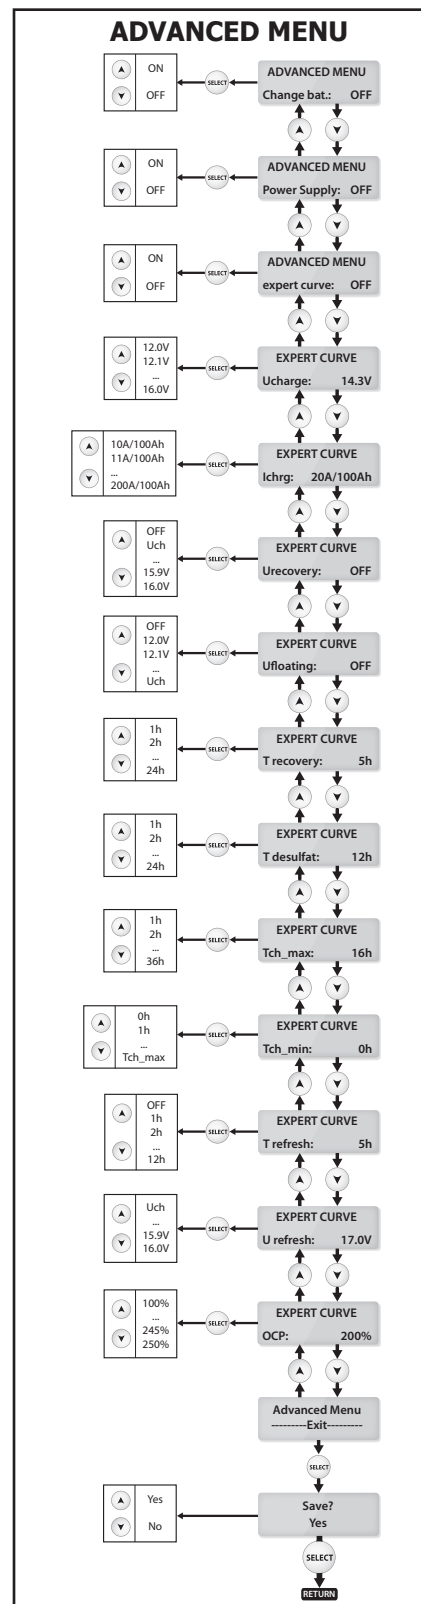 ADVANCED MENU
ON
OFF
SELECT
ADVANCED MENU
Change bat.: OFF
ON
OFF
SELECT
ADVANCED MENU
Power Supply: OFF
ON
OFF
SELECT
ADVANCED MENU
expert curve: OFF
12.0V
12.1V
...
16.0V
SELECT
EXPERT CURVE
Ucharge: 14.3V
10A/100Ah
11A/100Ah
...
200A/100Ah
SELECT
EXPERT CURVE
Ichrg: 20A/100Ah
OFF
Uch
...
15.9V
16.0V
SELECT
EXPERT CURVE
Urecovery: OFF
OFF
12.0V
12.1V
...
Uch
SELECT
EXPERT CURVE
Ufloating: OFF
1h
2h
...
24h
SELECT
EXPERT CURVE
T recovery: 5h
1h
2h
...
24h
SELECT
EXPERT CURVE
T desulfat: 12h
1h
2h
...
36h
SELECT
EXPERT CURVE
Tch_max: 16h
0h
1h
...
Tch_max
SELECT
EXPERT CURVE
Tch_min: 0h
OFF
1h
2h
...
12h
SELECT
EXPERT CURVE
T refresh: 5h
Uch
...
15.9V
16.0V
SELECT
EXPERT CURVE
U refresh: 17.0V
100%
...
245%
250%
SELECT
EXPERT CURVE
OCP: 200%
Advanced Menu
---------Exit---------
SELECT
Yes
No
Save?
Yes
SELECT
RETURN